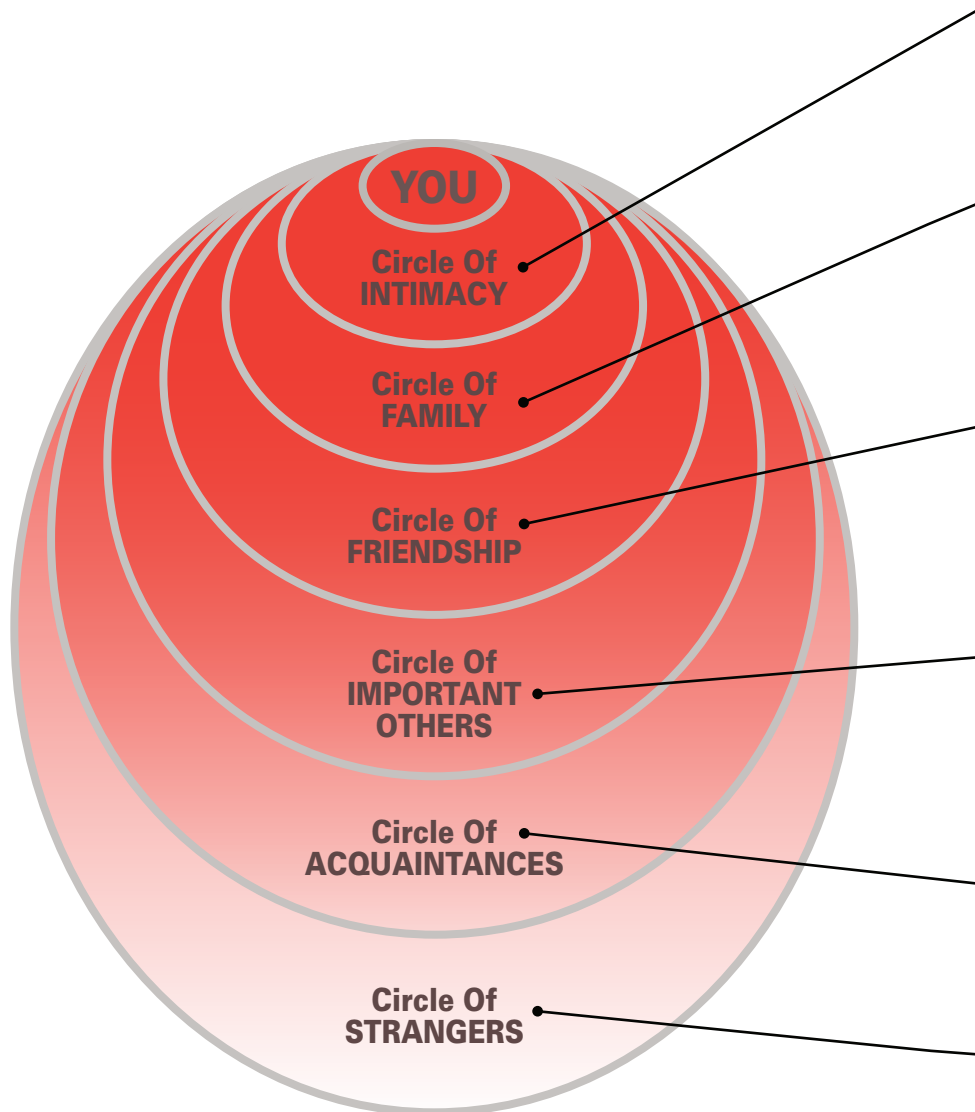 YOU
Circle Of
INTIMACY
Circle Of
FAMILY
Circle Of
FRIENDSHIP
Circle Of
IMPORTANT
OTHERS
Circle Of
ACQUAINTANCES
Circle Of
STRANGERS